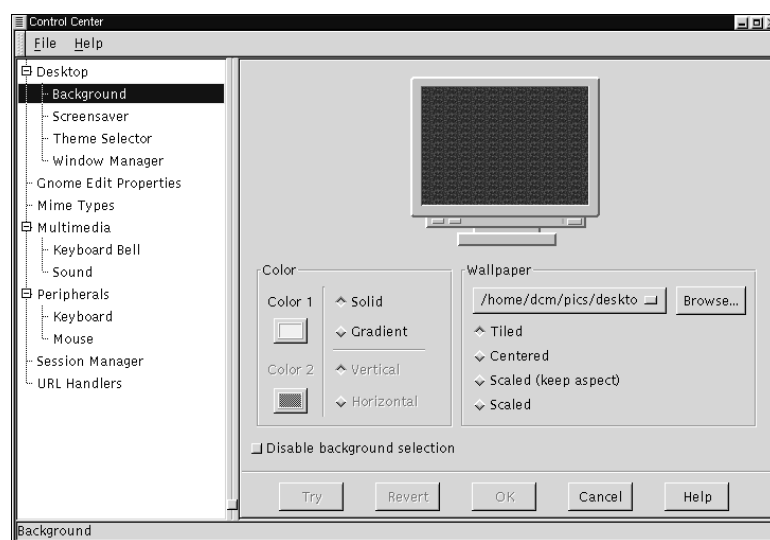 Control Center
File Help
Desktop
Background
Screensaver
Theme Selector
Window Manager
Gnome Edit Properties
Mime Types
Multimedia
Keyboard Bell
Sound
Peripherals
Keyboard
Mouse
Session Manager
URL Handlers
Color
Color 1
Solid
Gradient
Color 2
Vertical
Horizontal
Wallpaper
/home/dcm/pics/deskto
Browse...
Tiled
Centered
Scaled (keep aspect)
Scaled
Disable background selection
Try Revert OK Cancel Help
Background